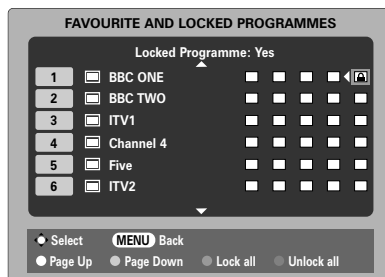 FAVOURITE AND LOCKED PROGRAMMES
Locked Programme: Yes
1 BBC ONE
2 BBC TWO
3 ITV1
4 Channel 4
5 Five
6 ITV2
Select MENU Back
Page Up Page Down Lock all Unlock all